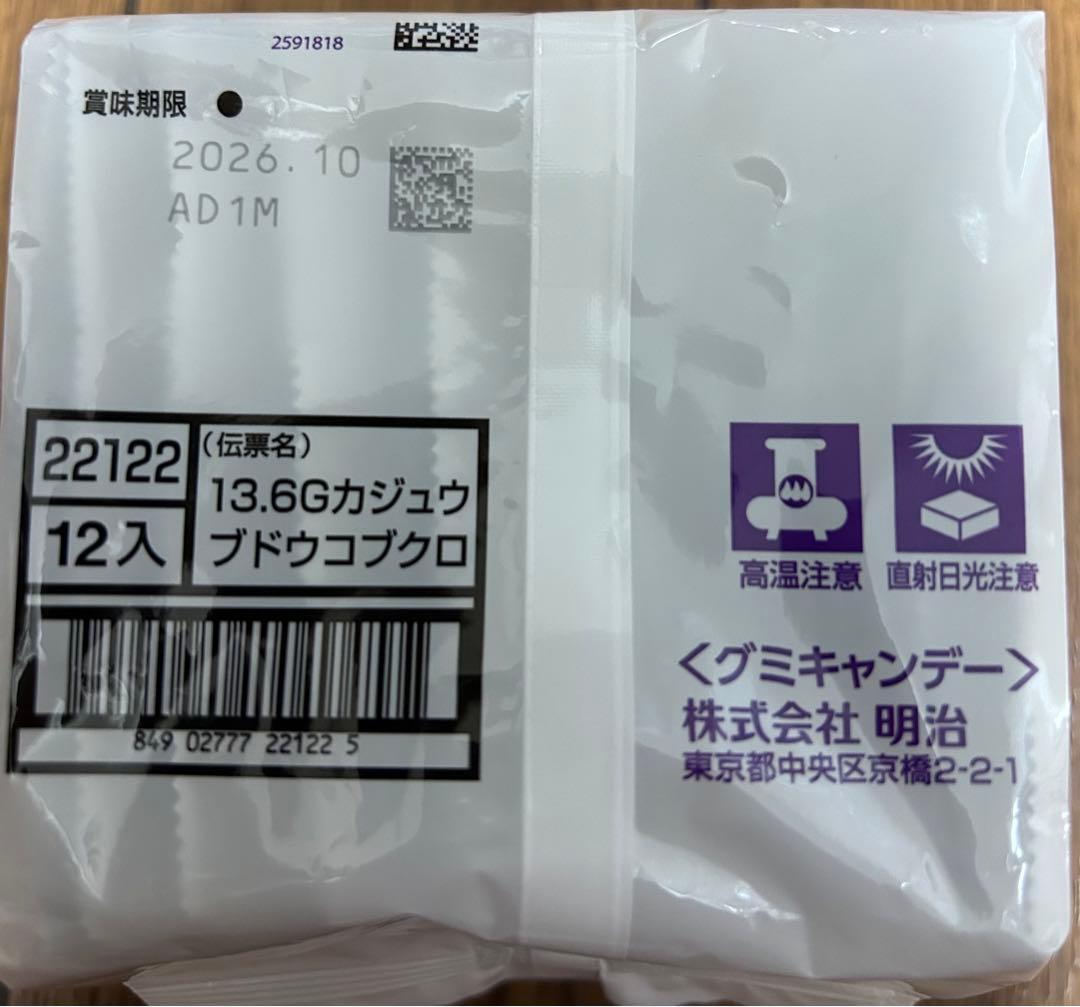 2591818
賞味期限 ●
2026.10
AD1M
22122
12入
(伝票名)
13.6Gカジュウ
ブドウコブクロ
849 02777 22122 5
高温注意
直射日光注意
<グミキャンデー>
株式会社 明治
東京都中央区京橋2-2-1